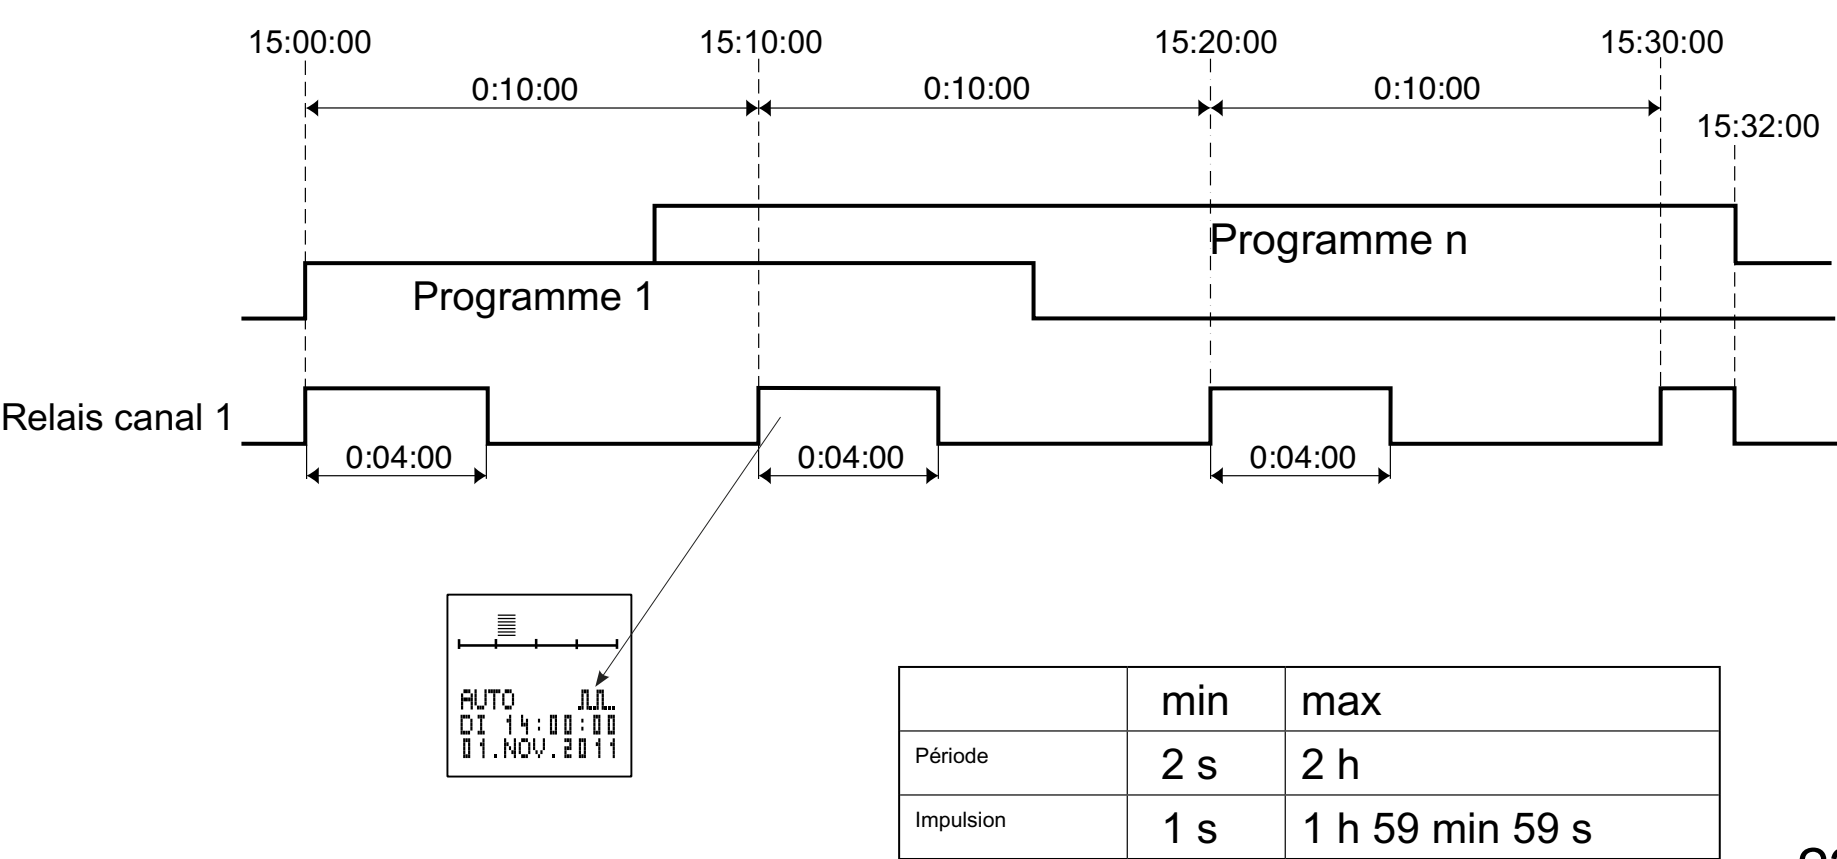 15:00:00 15:10:00 15:20:00 15:30:00
0:10:00 0:10:00 0:10:00
15:32:00
Programme n
Programme 1
Relais canal 1
0:04:00 0:04:00 0:04:00
AUTO
DI 14:00:00
01.NOV.2011
min max
Période 2 s 2 h
Impulsion 1 s 1 h 59 min 59 s